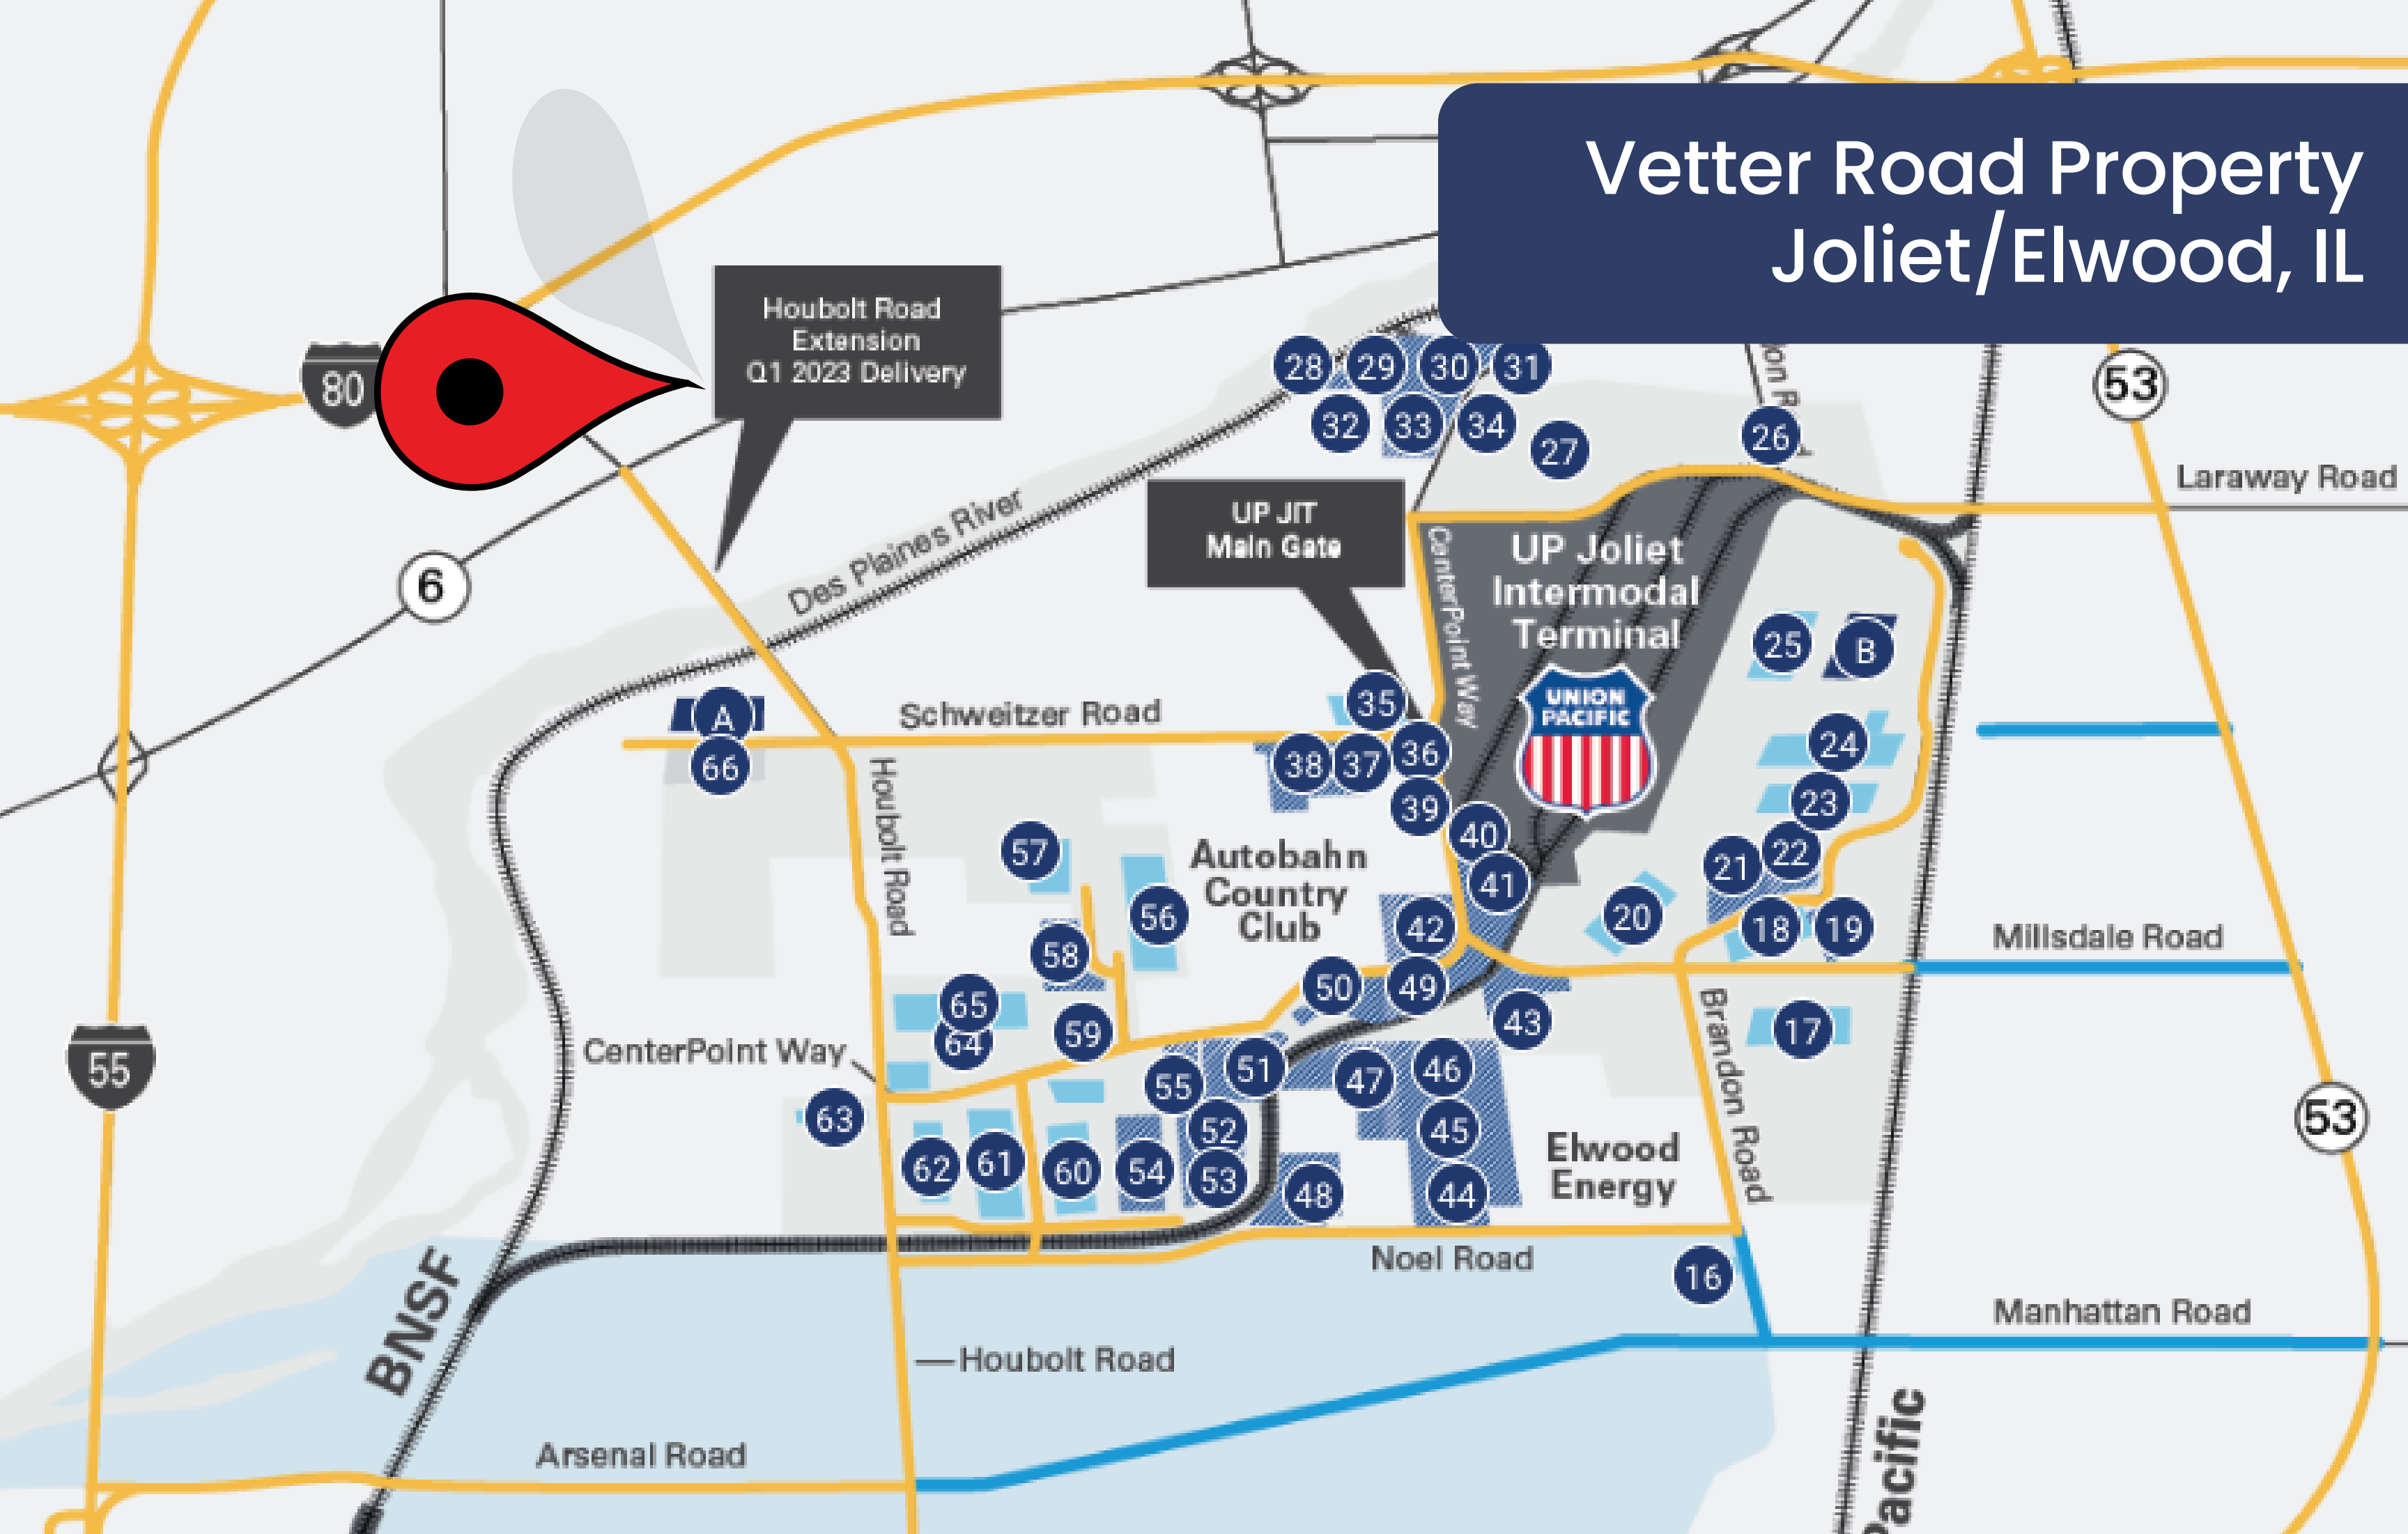 Vetter Road Property
Joliet/Elwood, IL
Houbolt Road
Extension
Q1 2023 Delivery
80
28
29
30
31
32
33
34
27
26
53
Laraway Road
UP JIT
Main Gate
CenterPoint Way
UP Joliet
Intermodal
Terminal
UNION
PACIFIC
Des Plaines River
6
25
B
A
66
Schweitzer Road
35
36
37
38
39
40
41
24
23
22
21
20
18
19
Houbolt Road
57
56
58
Autobahn
Country
Club
42
49
50
43
Millsdale Road
17
Brandon Road
65
64
59
CenterPoint Way
55
51
47
46
45
44
52
53
54
48
60
61
62
63
55
53
Elwood
Energy
Noel Road
16
Manhattan Road
BNSF
Houbolt Road
Arsenal Road
Pacific